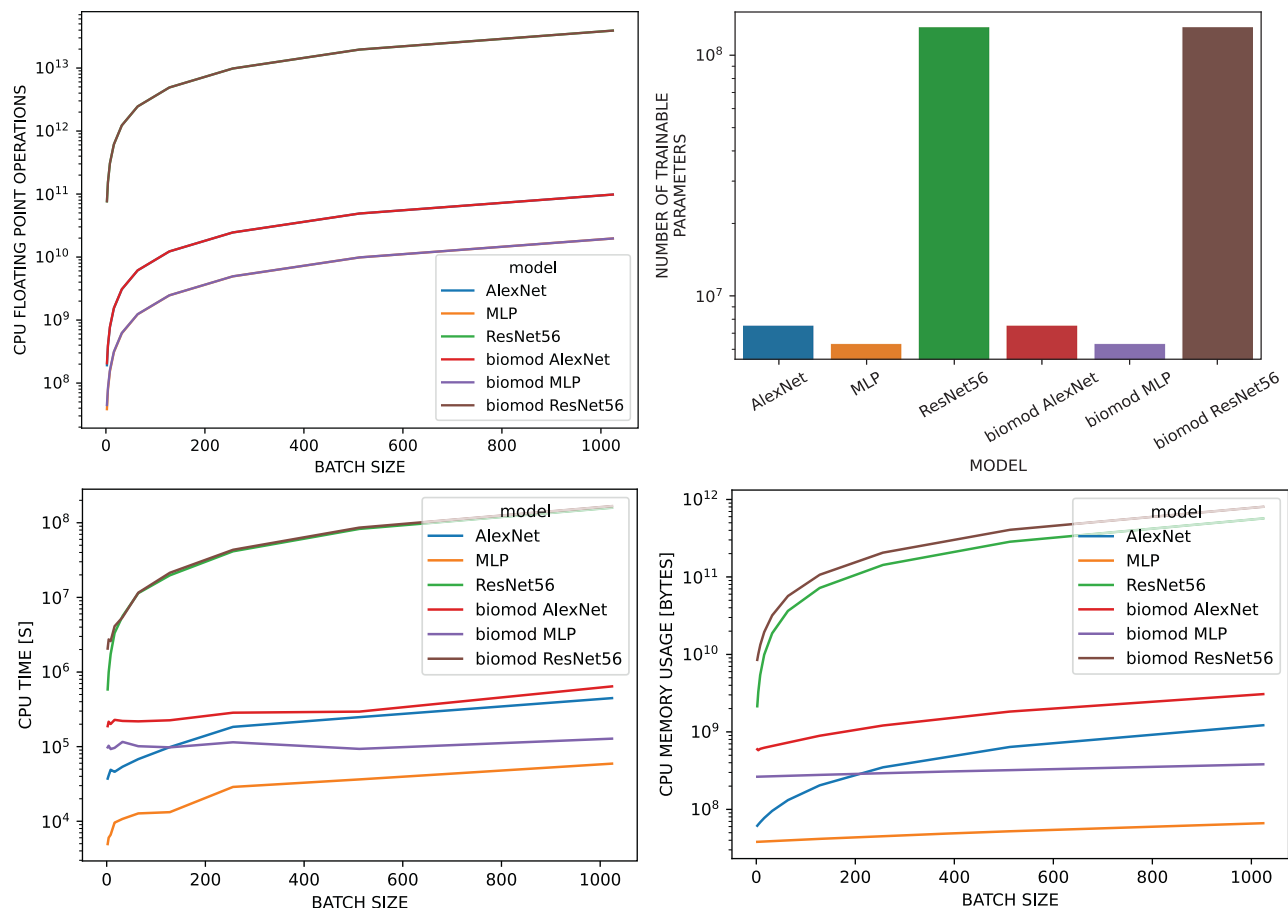 CPU FLOATING POINT OPERATIONS
10^13
10^12
10^11
10^10
10^9
10^8
model
AlexNet
MLP
ResNet56
biomod AlexNet
biomod MLP
biomod ResNet56
0 200 400 600 800 1000
BATCH SIZE
NUMBER OF TRAINABLE
PARAMETERS
10^8
10^7
AlexNet
MLP
ResNet56
biomod AlexNet
biomod MLP
biomod ResNet56
MODEL
CPU TIME [S]
10^8
10^7
10^6
10^5
10^4
model
AlexNet
MLP
ResNet56
biomod AlexNet
biomod MLP
biomod ResNet56
0 200 400 600 800 1000
BATCH SIZE
CPU MEMORY USAGE [BYTES]
10^12
10^11
10^10
10^9
10^8
model
AlexNet
MLP
ResNet56
biomod AlexNet
biomod MLP
biomod ResNet56
0 200 400 600 800 1000
BATCH SIZE